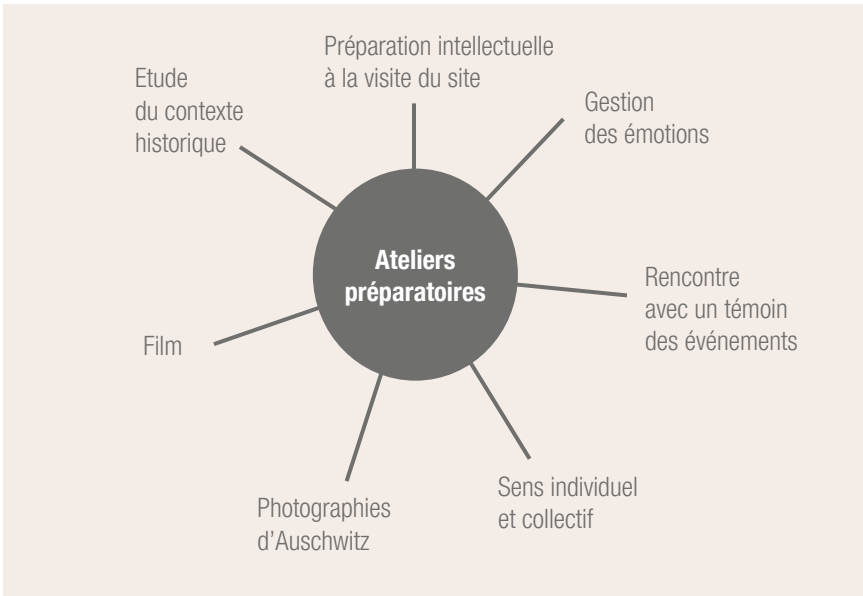 Préparation intellectuelle
à la visite du site
Etude
du contexte
historique
Gestion
des émotions
Ateliers
préparatoires
Rencontre
avec un témoin
des événements
Film
Sens individuel
et collectif
Photographies
d’Auschwitz